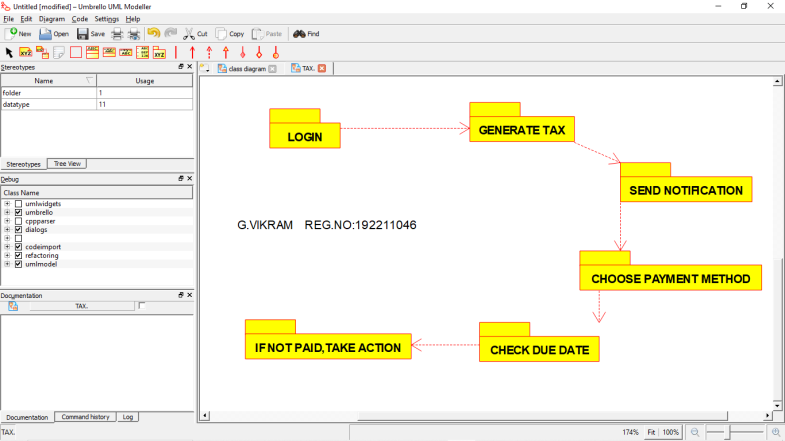 Untitled [modified] – Umbrello UML Modeller
File Edit Diagram Code Settings Help
New Open Save Cut Copy Paste Find
Stereotypes
Name Usage
folder 1
datatype 11
Stereotypes Tree View
Debug
Class Name
umlwidgets
umbrello
cppparser
dialogs
codeimport
refactoring
umlmodel
Documentation
TAX.
Documentation Command history Log
class diagram TAX.
LOGIN
GENERATE TAX
SEND NOTIFICATION
G.VIKRAM REG.NO:192211046
CHOOSE PAYMENT METHOD
IF NOT PAID,TAKE ACTION
CHECK DUE DATE
TAX.
174% Fit 100%